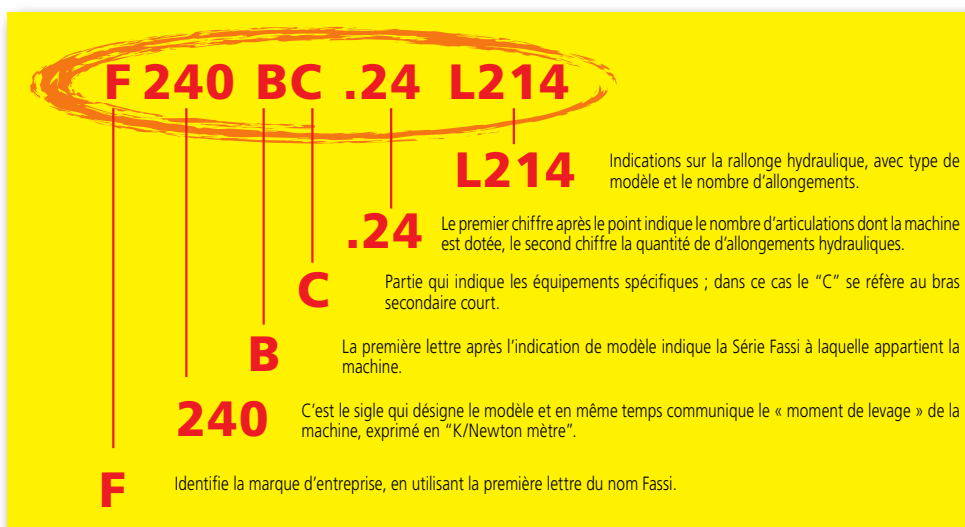 F 240 BC .24 L214
L214
Indications sur la rallonge hydraulique, avec type de
modèle et le nombre d'allongements.
.24
Le premier chiffre après le point indique le nombre d'articulations dont la machine
est dotée, le second chiffre la quantité de d'allongements hydrauliques.
C
Partie qui indique les équipements spécifiques ; dans ce cas le “C” se réfère au bras
secondaire court.
B
La première lettre après l'indication de modèle indique la Série Fassi à laquelle appartient la
machine.
240
C'est le sigle qui désigne le modèle et en même temps communique le « moment de levage » de la
machine, exprimé en “K/Newton mètre”.
F
Identifie la marque d'entreprise, en utilisant la première lettre du nom Fassi.